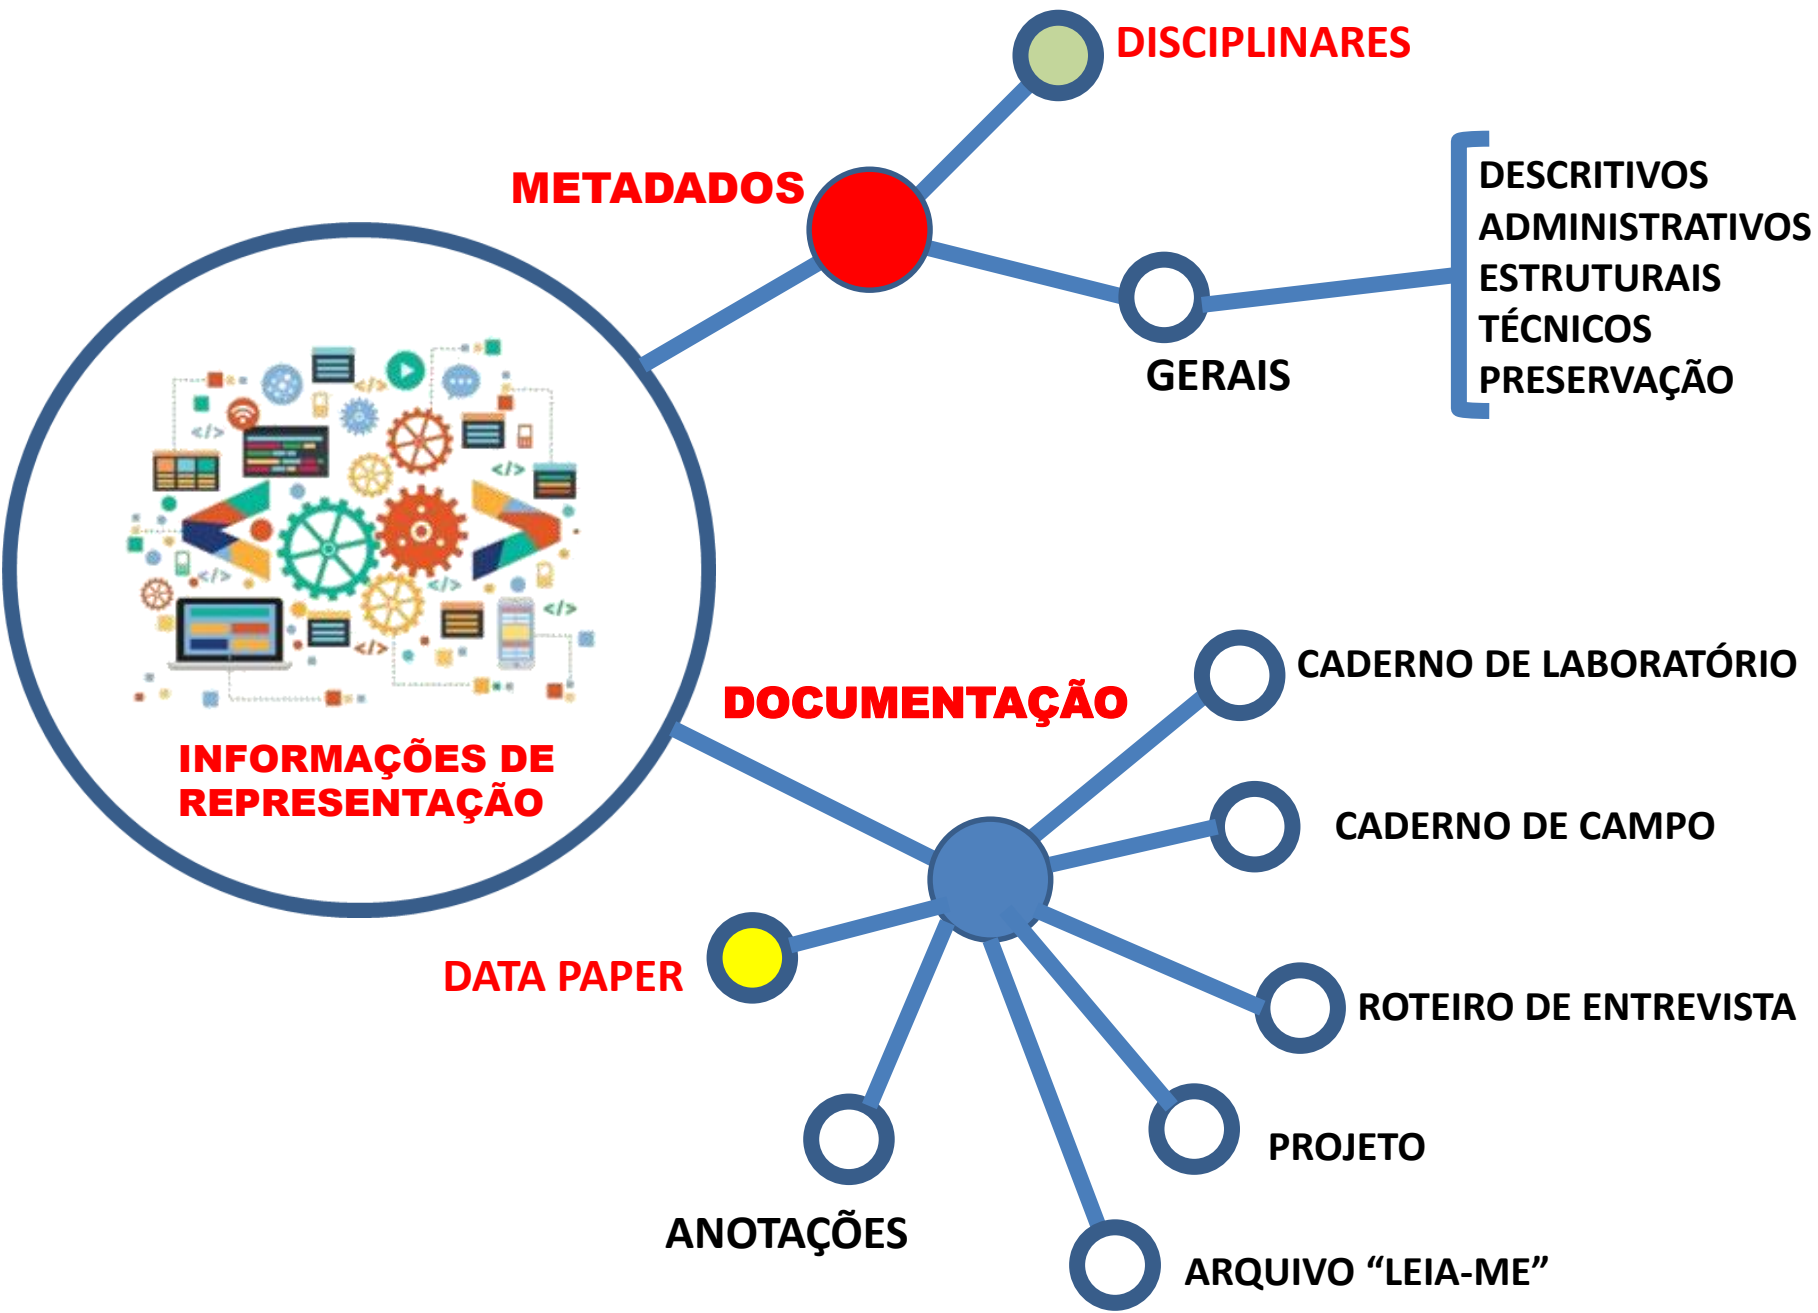 DISCIPLINARES
METADADOS
DESCRITIVOS
ADMINISTRATIVOS
ESTRUTURAIS
TÉCNICOS
PRESERVAÇÃO
GERAIS
INFORMAÇÕES DE
REPRESENTAÇÃO
DOCUMENTAÇÃO
CADERNO DE LABORATÓRIO
CADERNO DE CAMPO
DATA PAPER
ROTEIRO DE ENTREVISTA
PROJETO
ANOTAÇÕES
ARQUIVO “LEIA-ME”